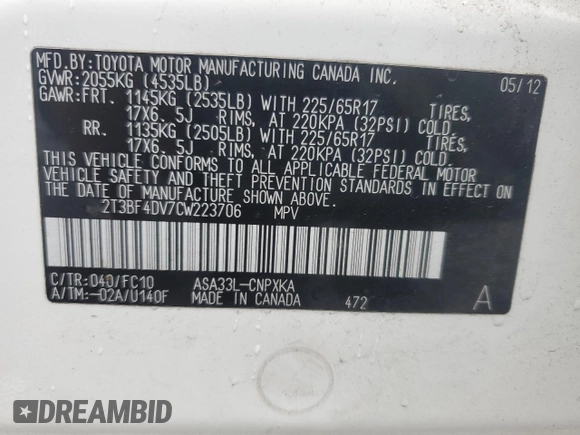 MFD.BY:TOYOTA MOTOR MANUFACTURING CANADA INC.
GVWR:2055KG (4535LB) 05/12
GAWR:FRT. 1145KG (2535LB) WITH 225/65R17 TIRES,
17X6. 5J RIMS, AT 220KPA (32PSI) COLD.
RR. 1135KG (2505LB) WITH 225/65R17 TIRES,
17X6. 5J RIMS, AT 220KPA (32PSI) COLD.
THIS VEHICLE CONFORMS TO ALL APPLICABLE FEDERAL MOTOR
VEHICLE SAFETY AND THEFT PREVENTION STANDARDS IN EFFECT ON
THE DATE OF MANUFACTURE SHOWN ABOVE.
2T3BF4DV7CW223706 MPV
C/TR:040/FC10 ASA33L-CNPXKA
A/TM:-02A/U140F MADE IN CANADA 472 A
DREAMBID